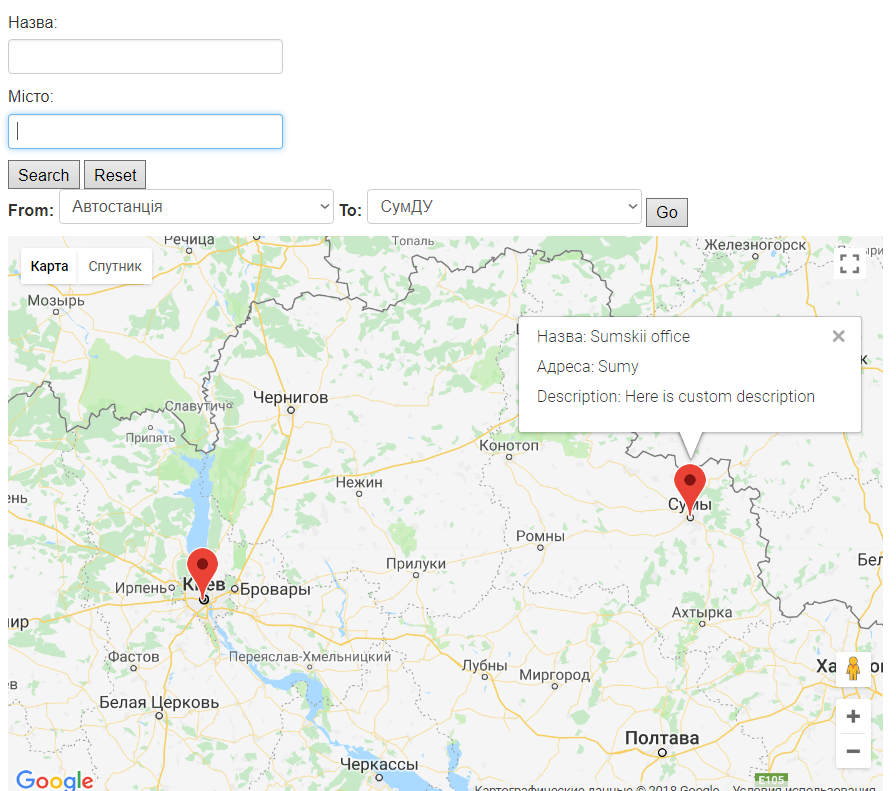 Назва:
Місто:
Search Reset
From: Автостанція To: СумДУ Go
Речица
Тополь
Железногорск
Карта Спутник
Мозырь
Назва: Sumskii office
Адреса: Sumy
Description: Here is custom description
Славутич
Чернигов
Припять
Конотоп
Нежин
Сумы
Ромны
Прилуки
Ирпень
Киев
Бровары
Ахтырка
Фастов
Переяслав-Хмельницкий
Лубны
Миргород
Белая Церковь
Полтава
Черкассы
E105
Google
Картографические данные © 2018 Google Условия использования